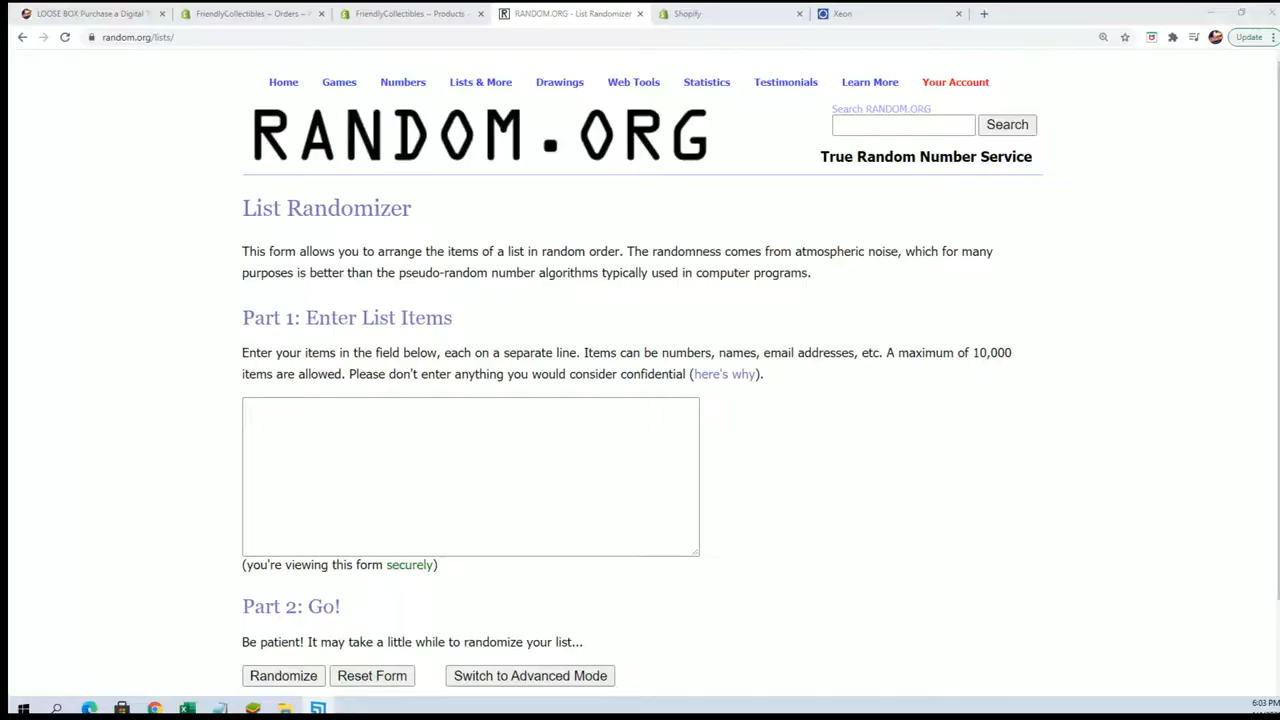 LOOSE BOX Purchase a Digital
FriendlyCollectibles ~ Orders ~
FriendlyCollectibles ~ Products ~
RANDOM.ORG - List Randomizer
Shopify
Xeon
random.org/lists/
Update
Home Games Numbers Lists & More Drawings Web Tools Statistics Testimonials Learn More Your Account
RANDOM.ORG
Search RANDOM.ORG
Search
True Random Number Service
List Randomizer
This form allows you to arrange the items of a list in random order. The randomness comes from atmospheric noise, which for many
purposes is better than the pseudo-random number algorithms typically used in computer programs.
Part 1: Enter List Items
Enter your items in the field below, each on a separate line. Items can be numbers, names, email addresses, etc. A maximum of 10,000
items are allowed. Please don't enter anything you would consider confidential (here's why).
(you're viewing this form securely)
Part 2: Go!
Be patient! It may take a little while to randomize your list...
Randomize Reset Form Switch to Advanced Mode
6:03 PM